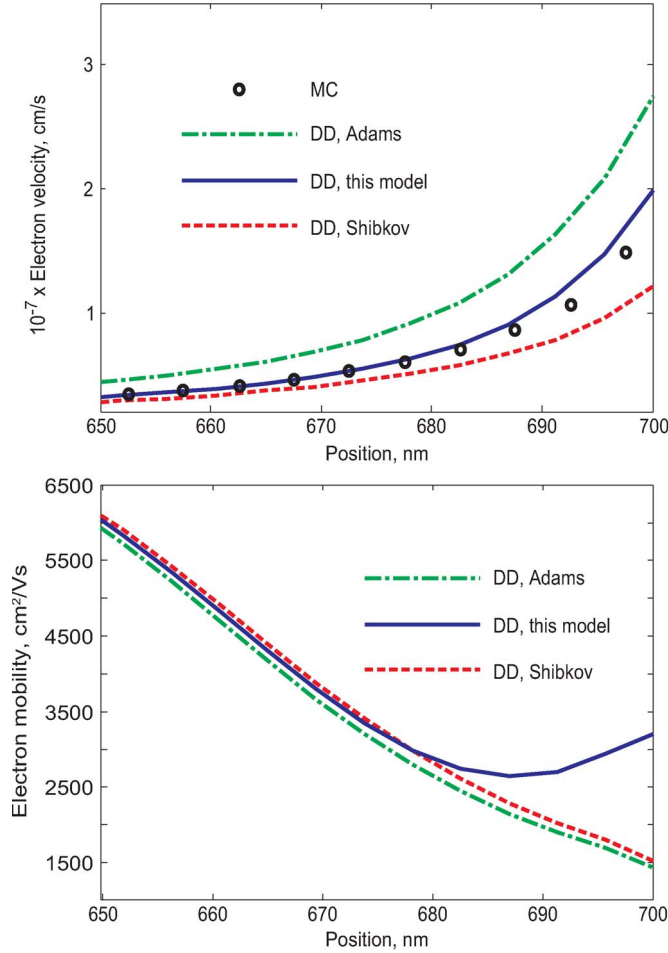 3
2
1
10⁻⁷ x Electron velocity, cm/s
MC
DD, Adams
DD, this model
DD, Shibkov
650 660 670 680 690 700
Position, nm
6500
5500
4500
3500
2500
1500
Electron mobility, cm²/Vs
DD, Adams
DD, this model
DD, Shibkov
650 660 670 680 690 700
Position, nm